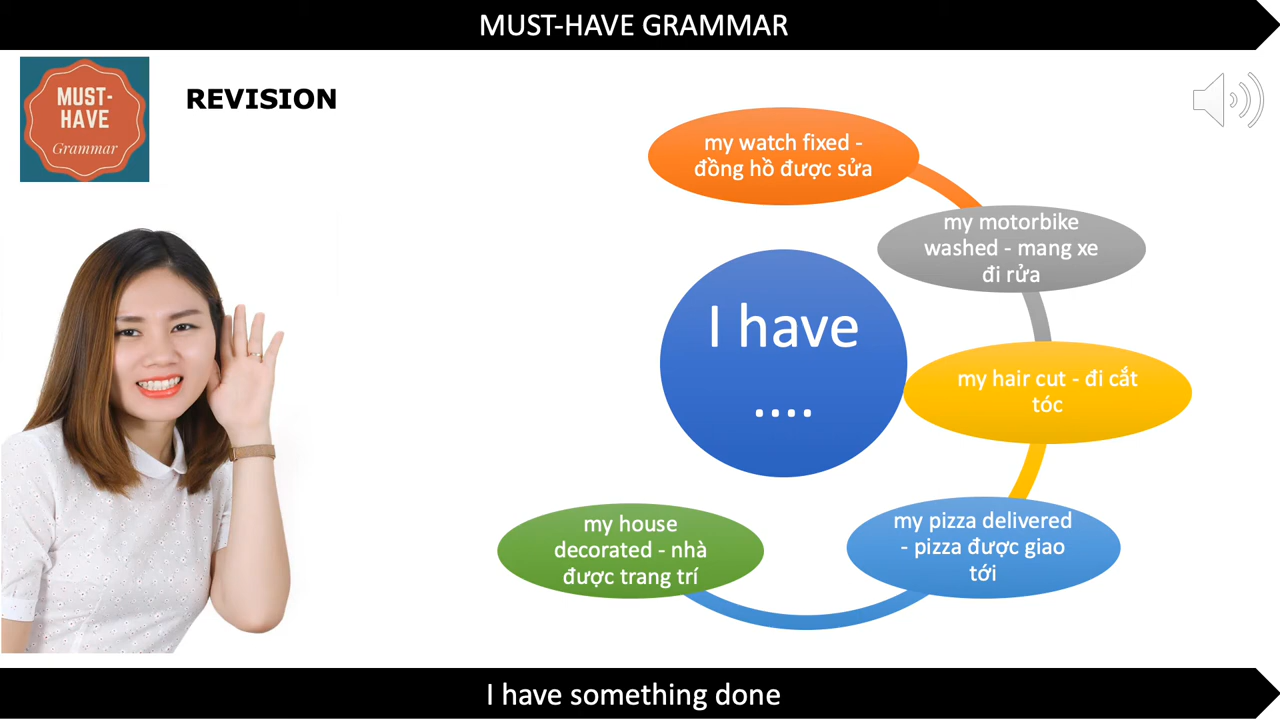 MUST-HAVE GRAMMAR
MUST-
HAVE
Grammar
REVISION
my watch fixed -
đồng hồ được sửa
my motorbike
washed - mang xe
đi rửa
I have
....
my hair cut - đi cắt
tóc
my pizza delivered
- pizza được giao
tới
my house
decorated - nhà
được trang trí
I have something done